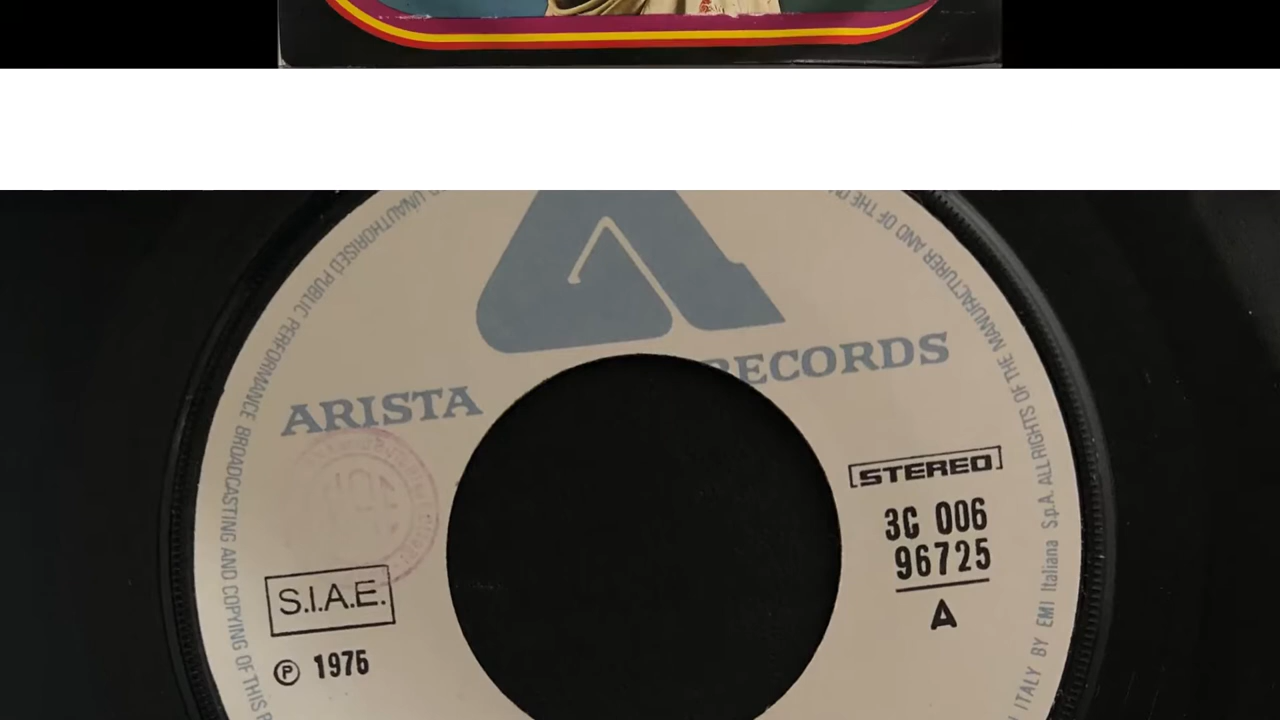 ARISTA RECORDS
STEREO
3C 006
96725
A
S.I.A.E.
℗ 1975
UNAUTHORISED PUBLIC PERFORMANCE BROADCASTING AND COPYING OF THIS
ITALY BY EMI Italiana S.p.A. ALL RIGHTS OF THE MANUFACTURER AND OF THE